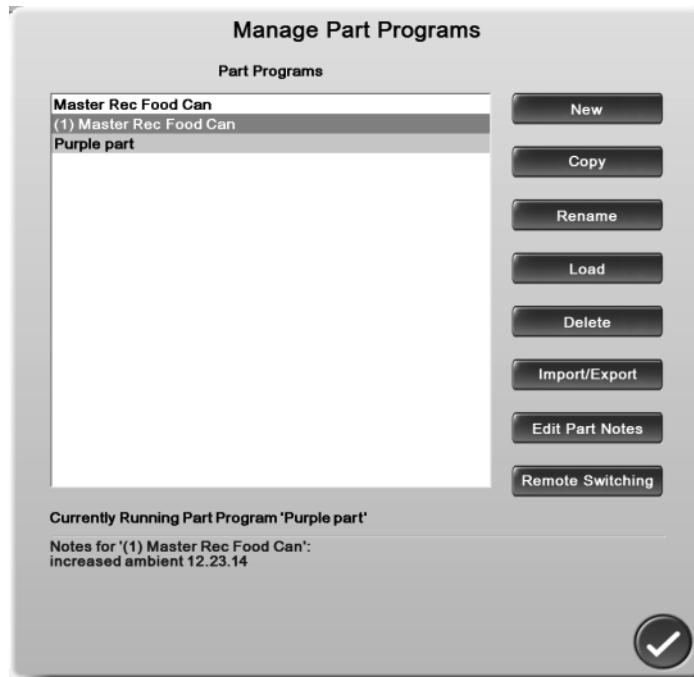 Manage Part Programs
Part Programs
Master Rec Food Can
(1) Master Rec Food Can
Purple part
New
Copy
Rename
Load
Delete
Import/Export
Edit Part Notes
Remote Switching
Currently Running Part Program 'Purple part'
Notes for '(1) Master Rec Food Can':
increased ambient 12.23.14